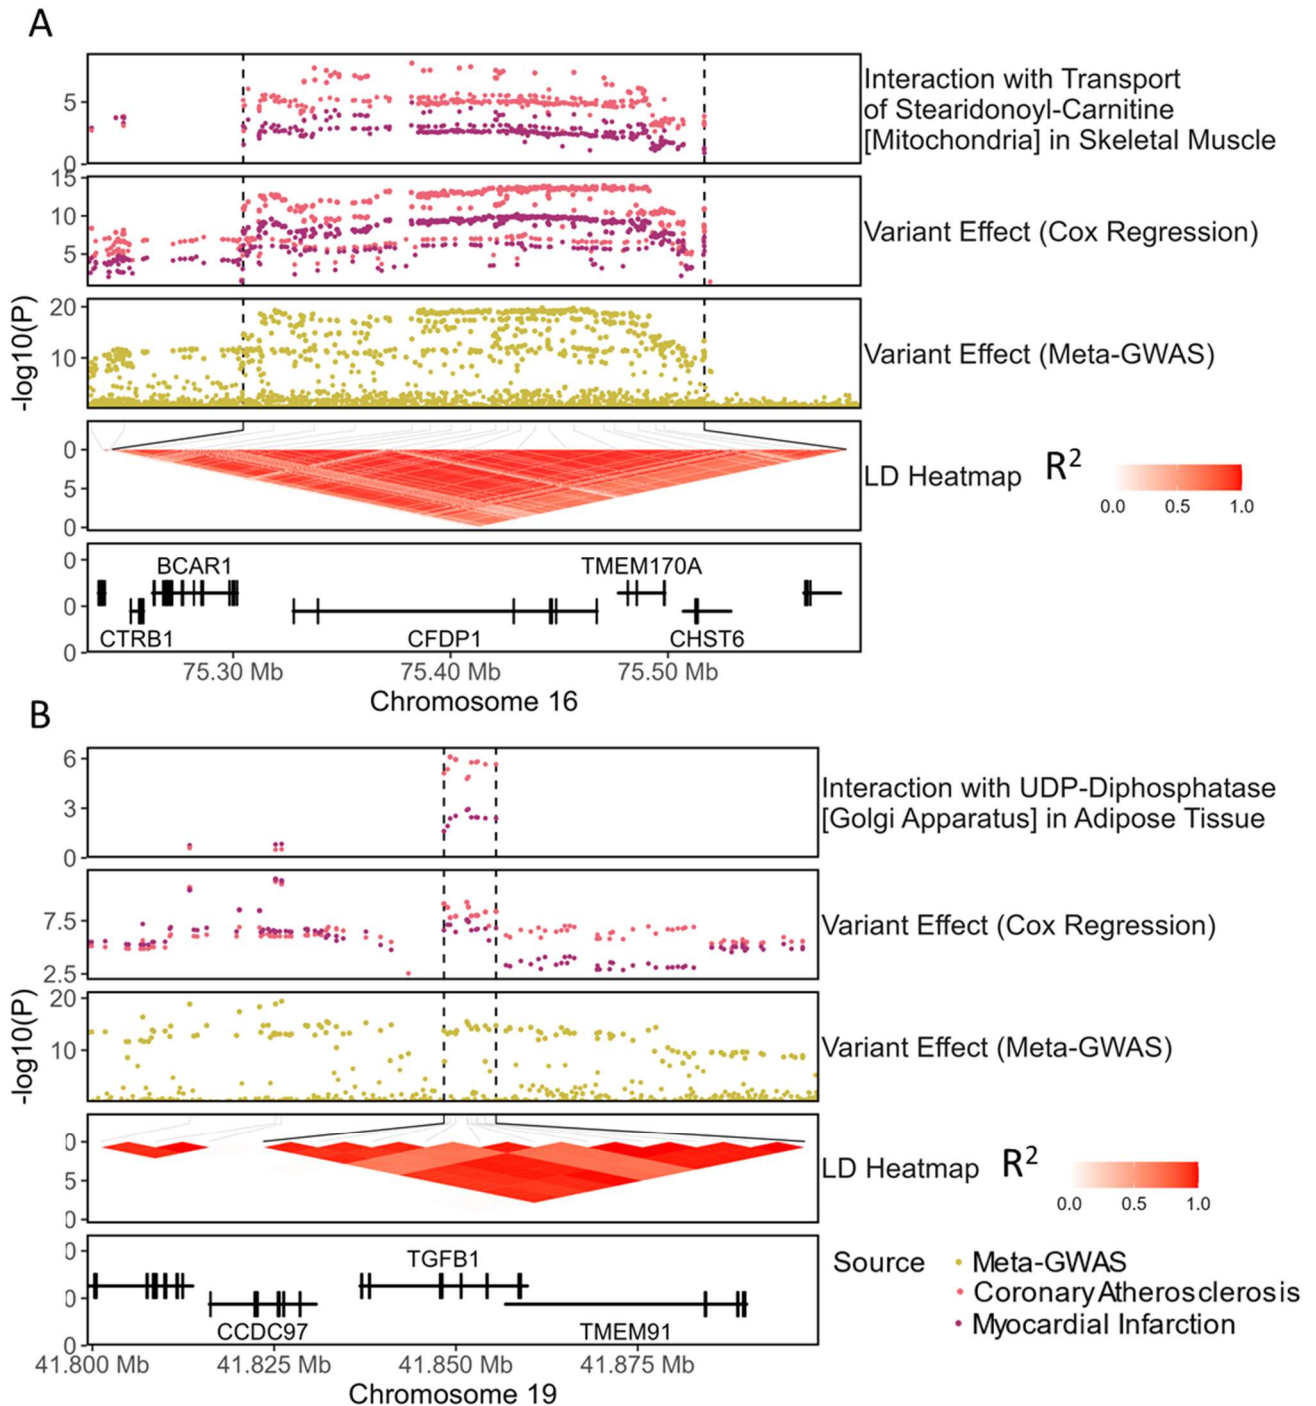 A
5
0
Interaction with Transport
of Stearidonoyl-Carnitine
[Mitochondria] in Skeletal Muscle
15
10
5
Variant Effect (Cox Regression)
20
10
Variant Effect (Meta-GWAS)
-log10(P)
0
5
0
LD Heatmap
R²
0.0 0.5 1.0
0
0
0
BCAR1
TMEM170A
CTRB1
CFDP1
CHST6
75.30 Mb 75.40 Mb 75.50 Mb
Chromosome 16
B
6
3
0
Interaction with UDP-Diphosphatase
[Golgi Apparatus] in Adipose Tissue
7.5
2.5
Variant Effect (Cox Regression)
20
10
Variant Effect (Meta-GWAS)
-log10(P)
0
5
0
LD Heatmap
R²
0.0 0.5 1.0
0
0
0
TGFB1
CCDC97
TMEM91
41.800 Mb 41.825 Mb 41.850 Mb 41.875 Mb
Chromosome 19
Source
Meta-GWAS
Coronary Atherosclerosis
Myocardial Infarction